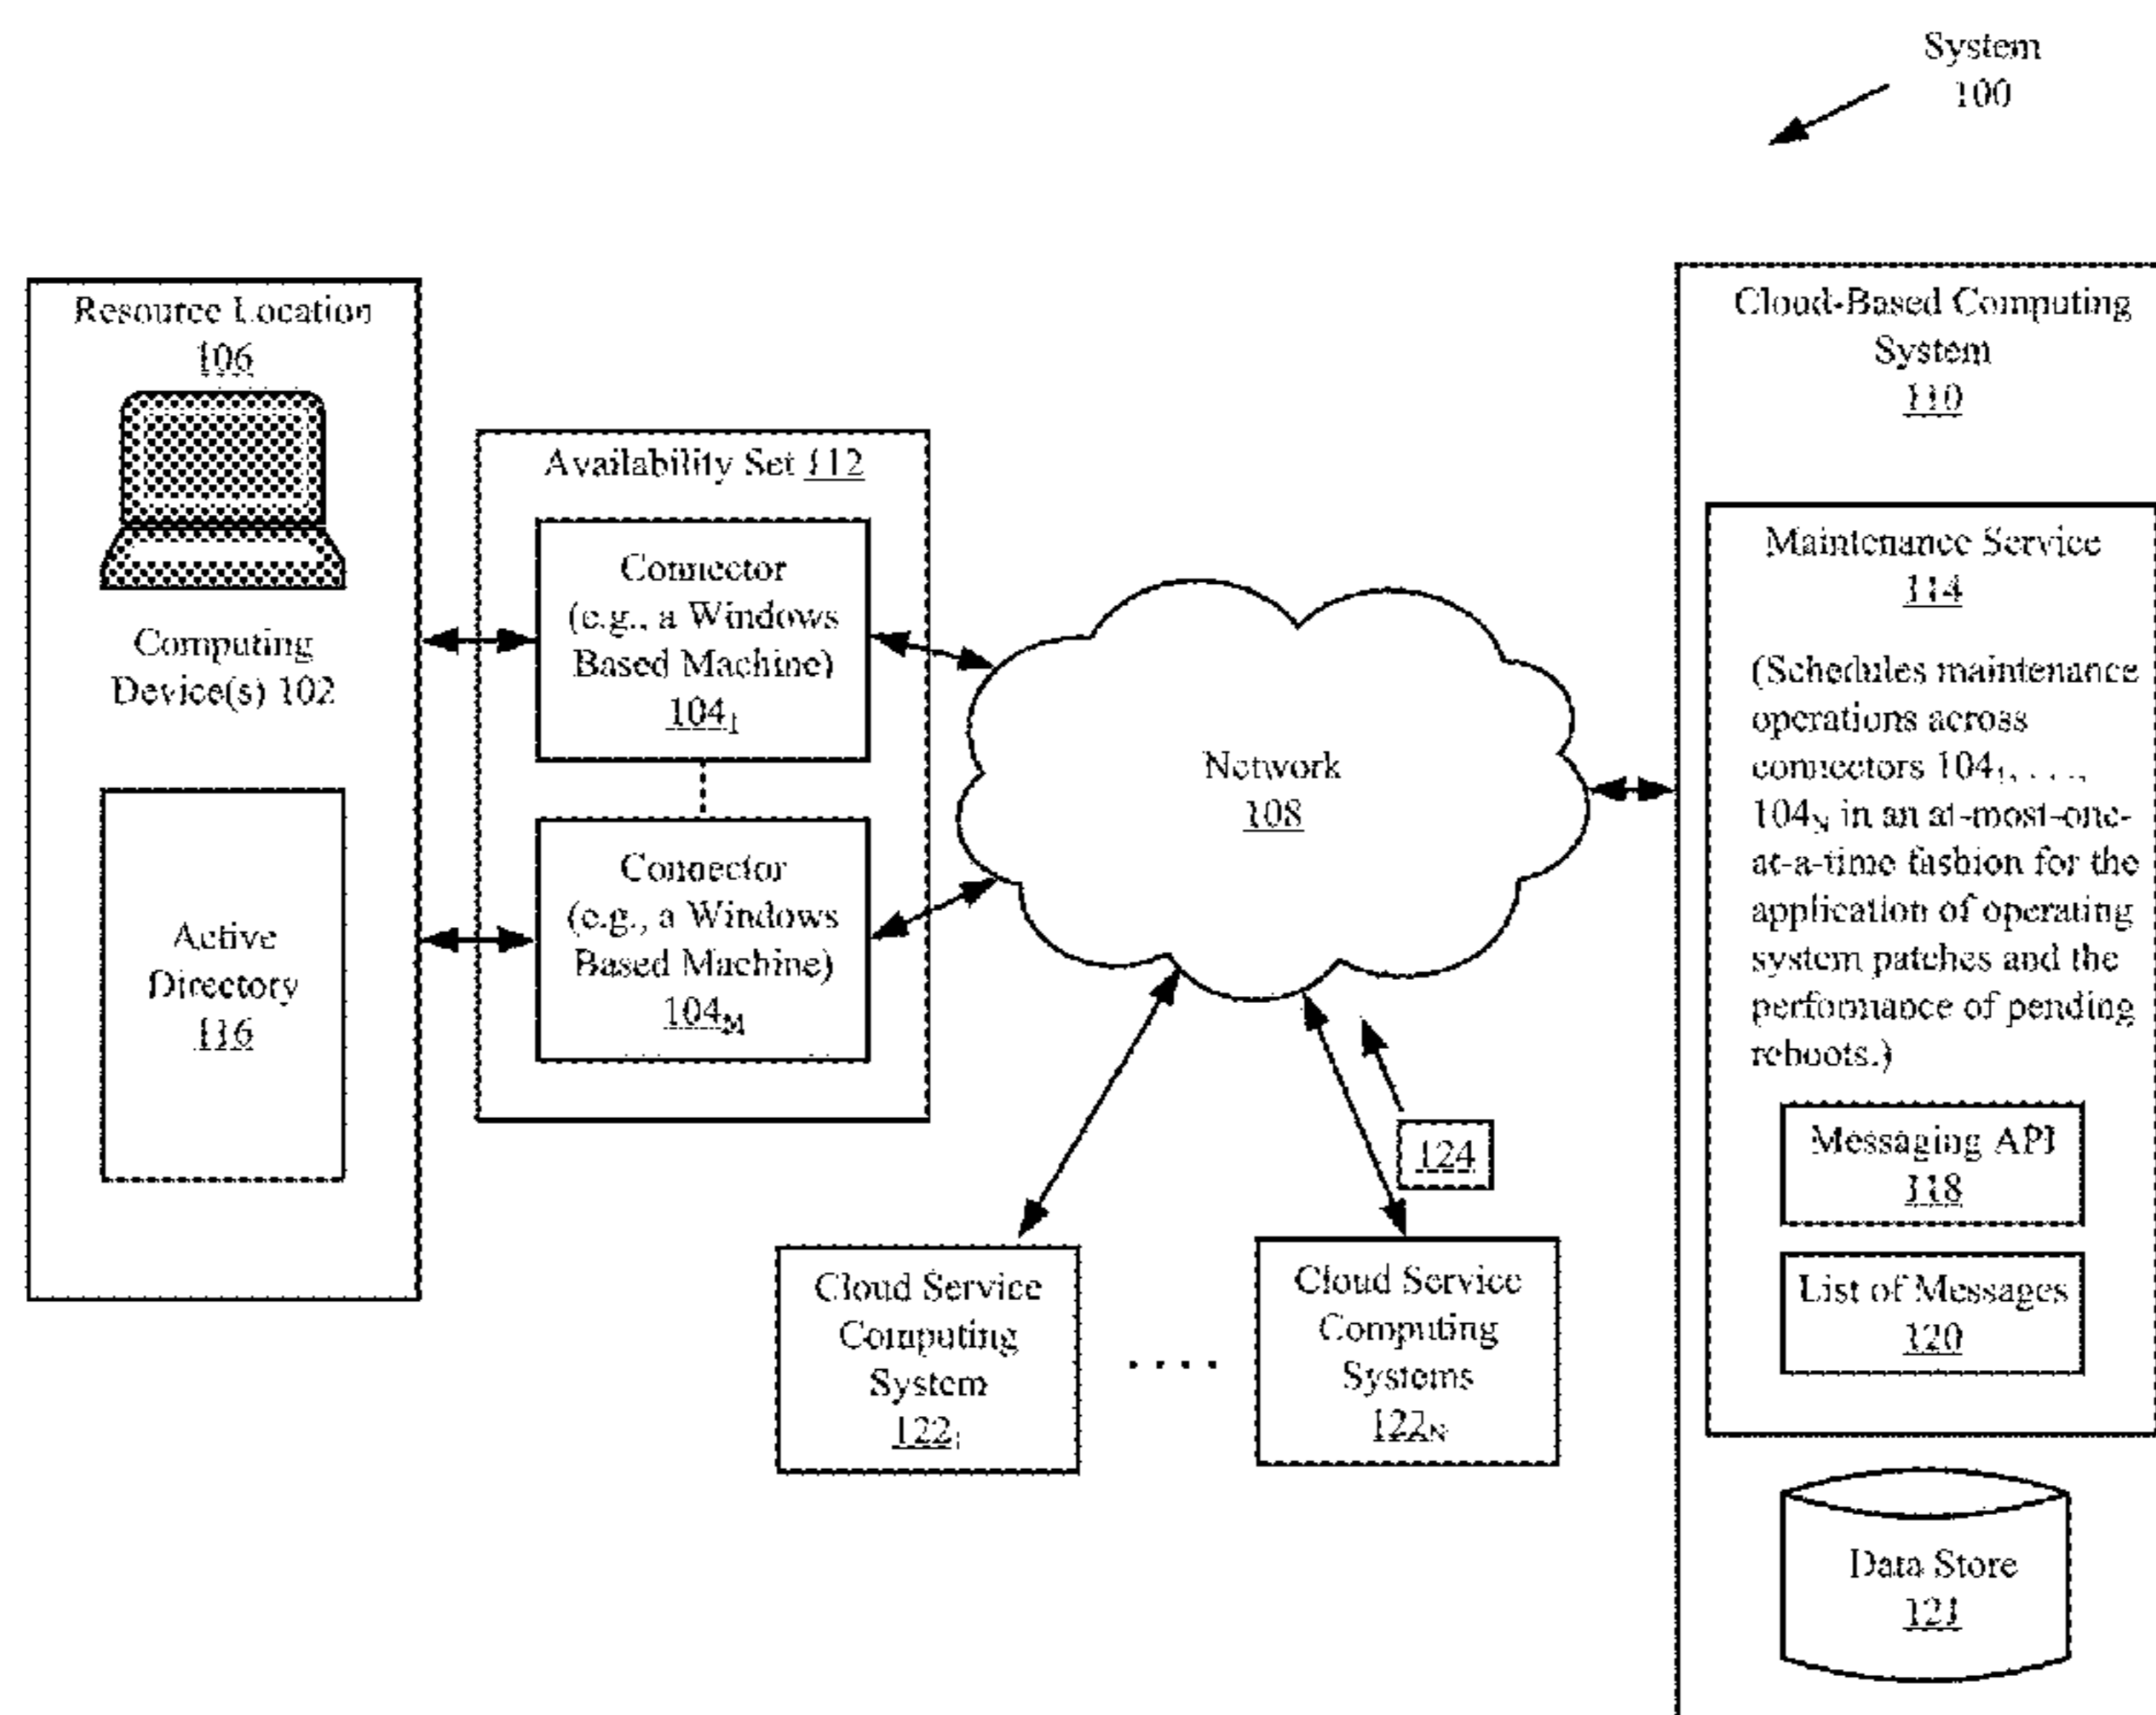 System
100
Resource Location
106
Computing
Device(s) 102
Active
Directory
116
Availability Set 112
Connector
(e.g., a Windows
Based Machine)
104₁
Connector
(e.g., a Windows
Based Machine)
104M
Network
108
124
Cloud Service
Computing
System
122₁
. . . .
Cloud Service
Computing
Systems
122N
Cloud-Based Computing
System
110
Maintenance Service
114
(Schedules maintenance
operations across
connectors 104₁, . . . ,
104N in an at-most-one-
at-a-time fashion for the
application of operating
system patches and the
performance of pending
reboots.)
Messaging API
118
List of Messages
120
Data Store
121